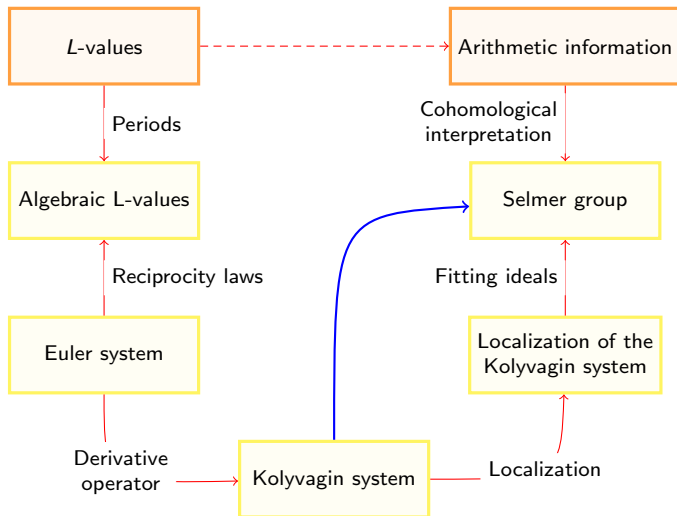 L-values
Arithmetic information
Periods
Cohomological
interpretation
Algebraic L-values
Selmer group
Reciprocity laws
Fitting ideals
Euler system
Localization of the
Kolyvagin system
Derivative
operator
Kolyvagin system
Localization